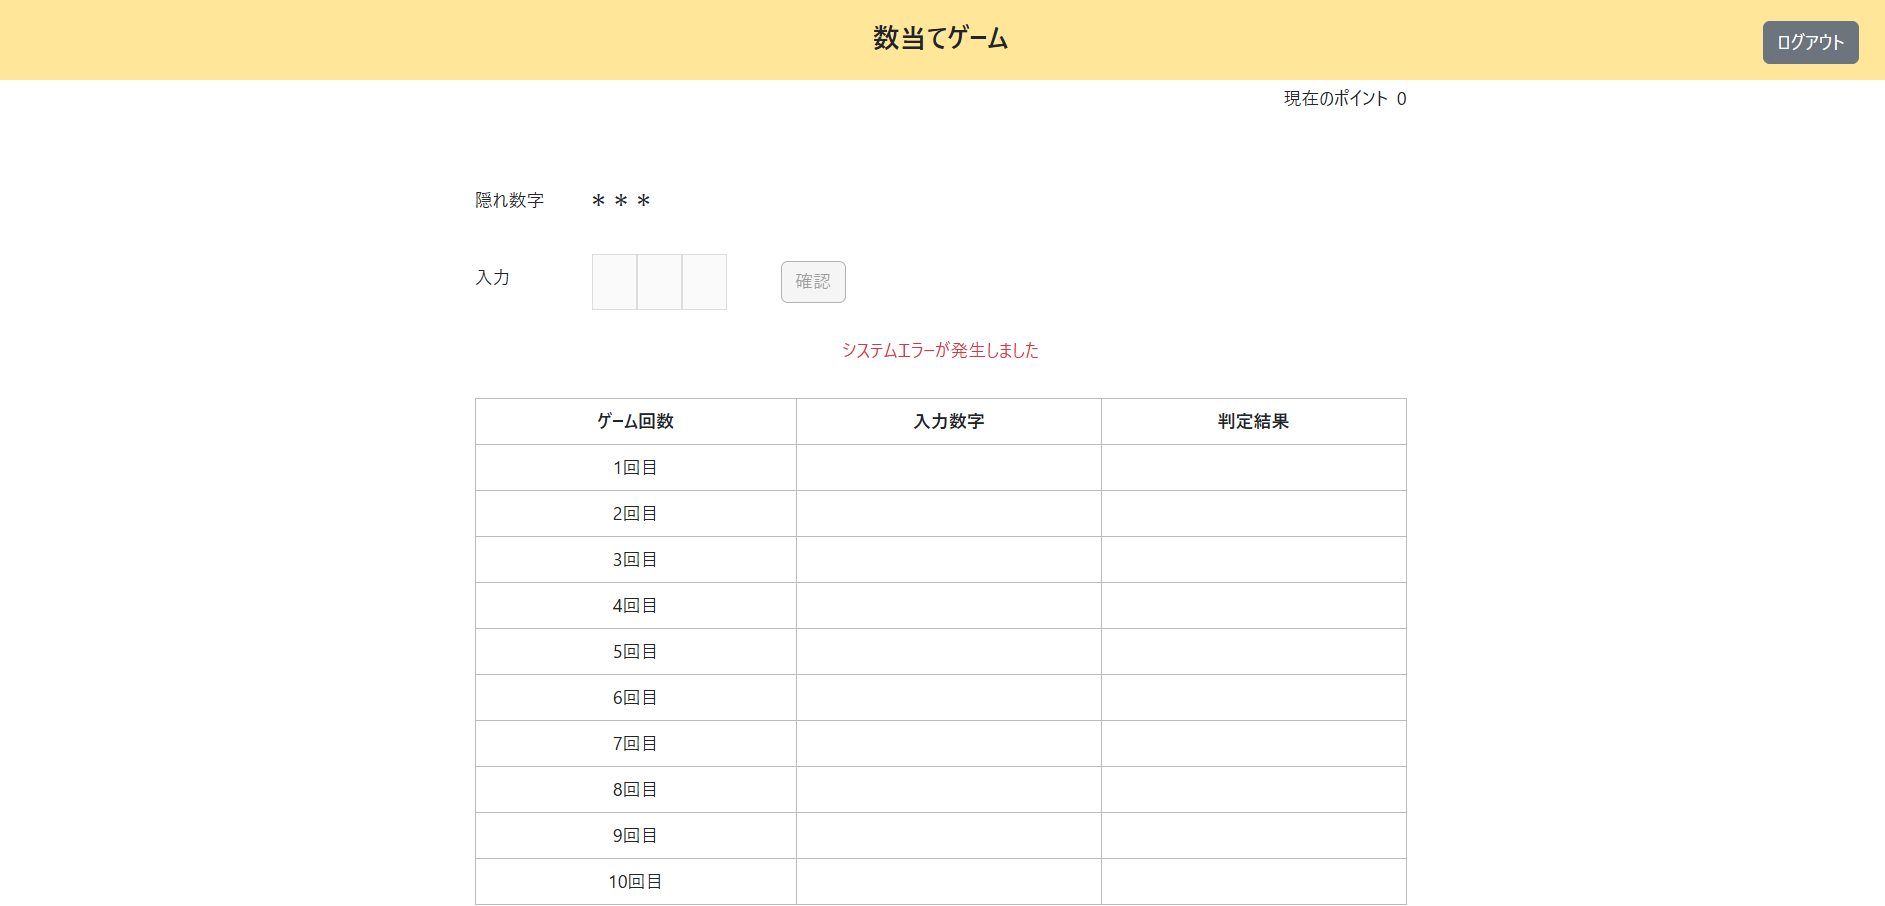 数当てゲーム
ログアウト
現在のポイント 0
隠れ数字 ＊＊＊
入力 確認
システムエラーが発生しました
ゲーム回数 入力数字 判定結果
1回目
2回目
3回目
4回目
5回目
6回目
7回目
8回目
9回目
10回目